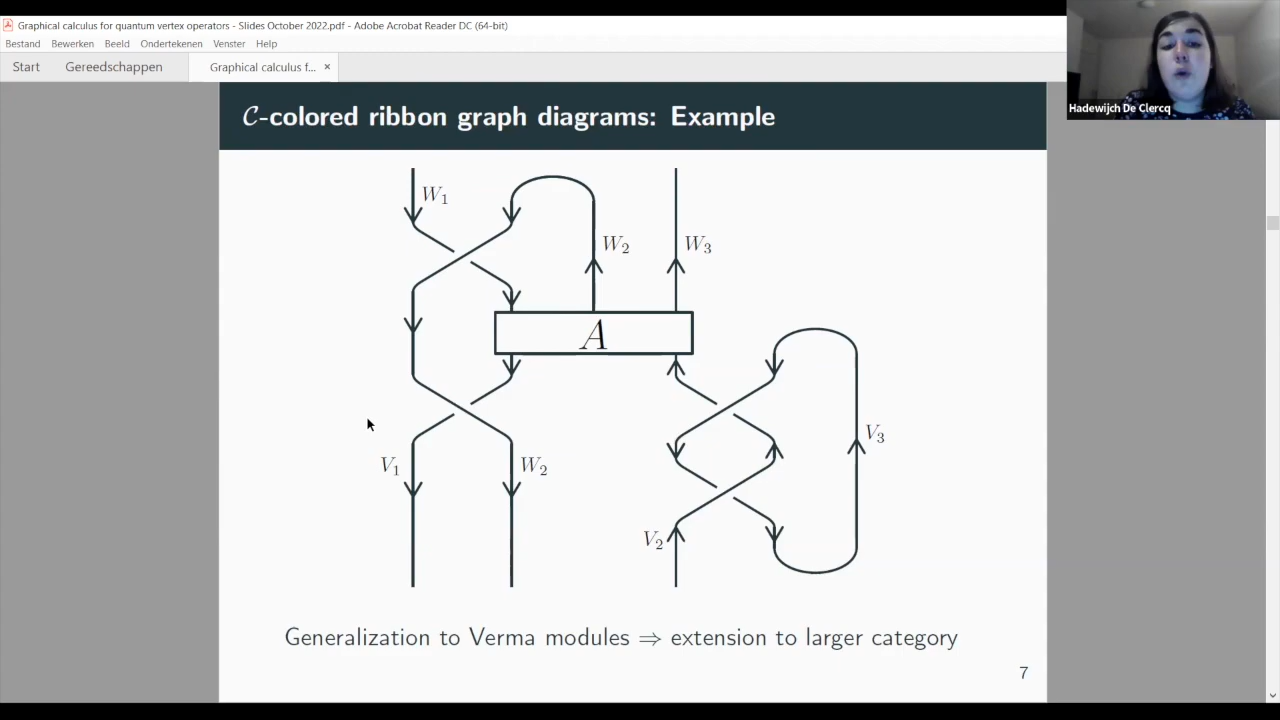 Graphical calculus for quantum vertex operators - Slides October 2022.pdf - Adobe Acrobat Reader DC (64-bit)
Bestand Bewerken Beeld Ondertekenen Venster Help
Start Gereedschappen Graphical calculus f... ×
Hadewijch De Clercq
𝒞-colored ribbon graph diagrams: Example
W₁
W₂ W₃
A
V₃
V₁ W₂
V₂
Generalization to Verma modules ⇒ extension to larger category
7